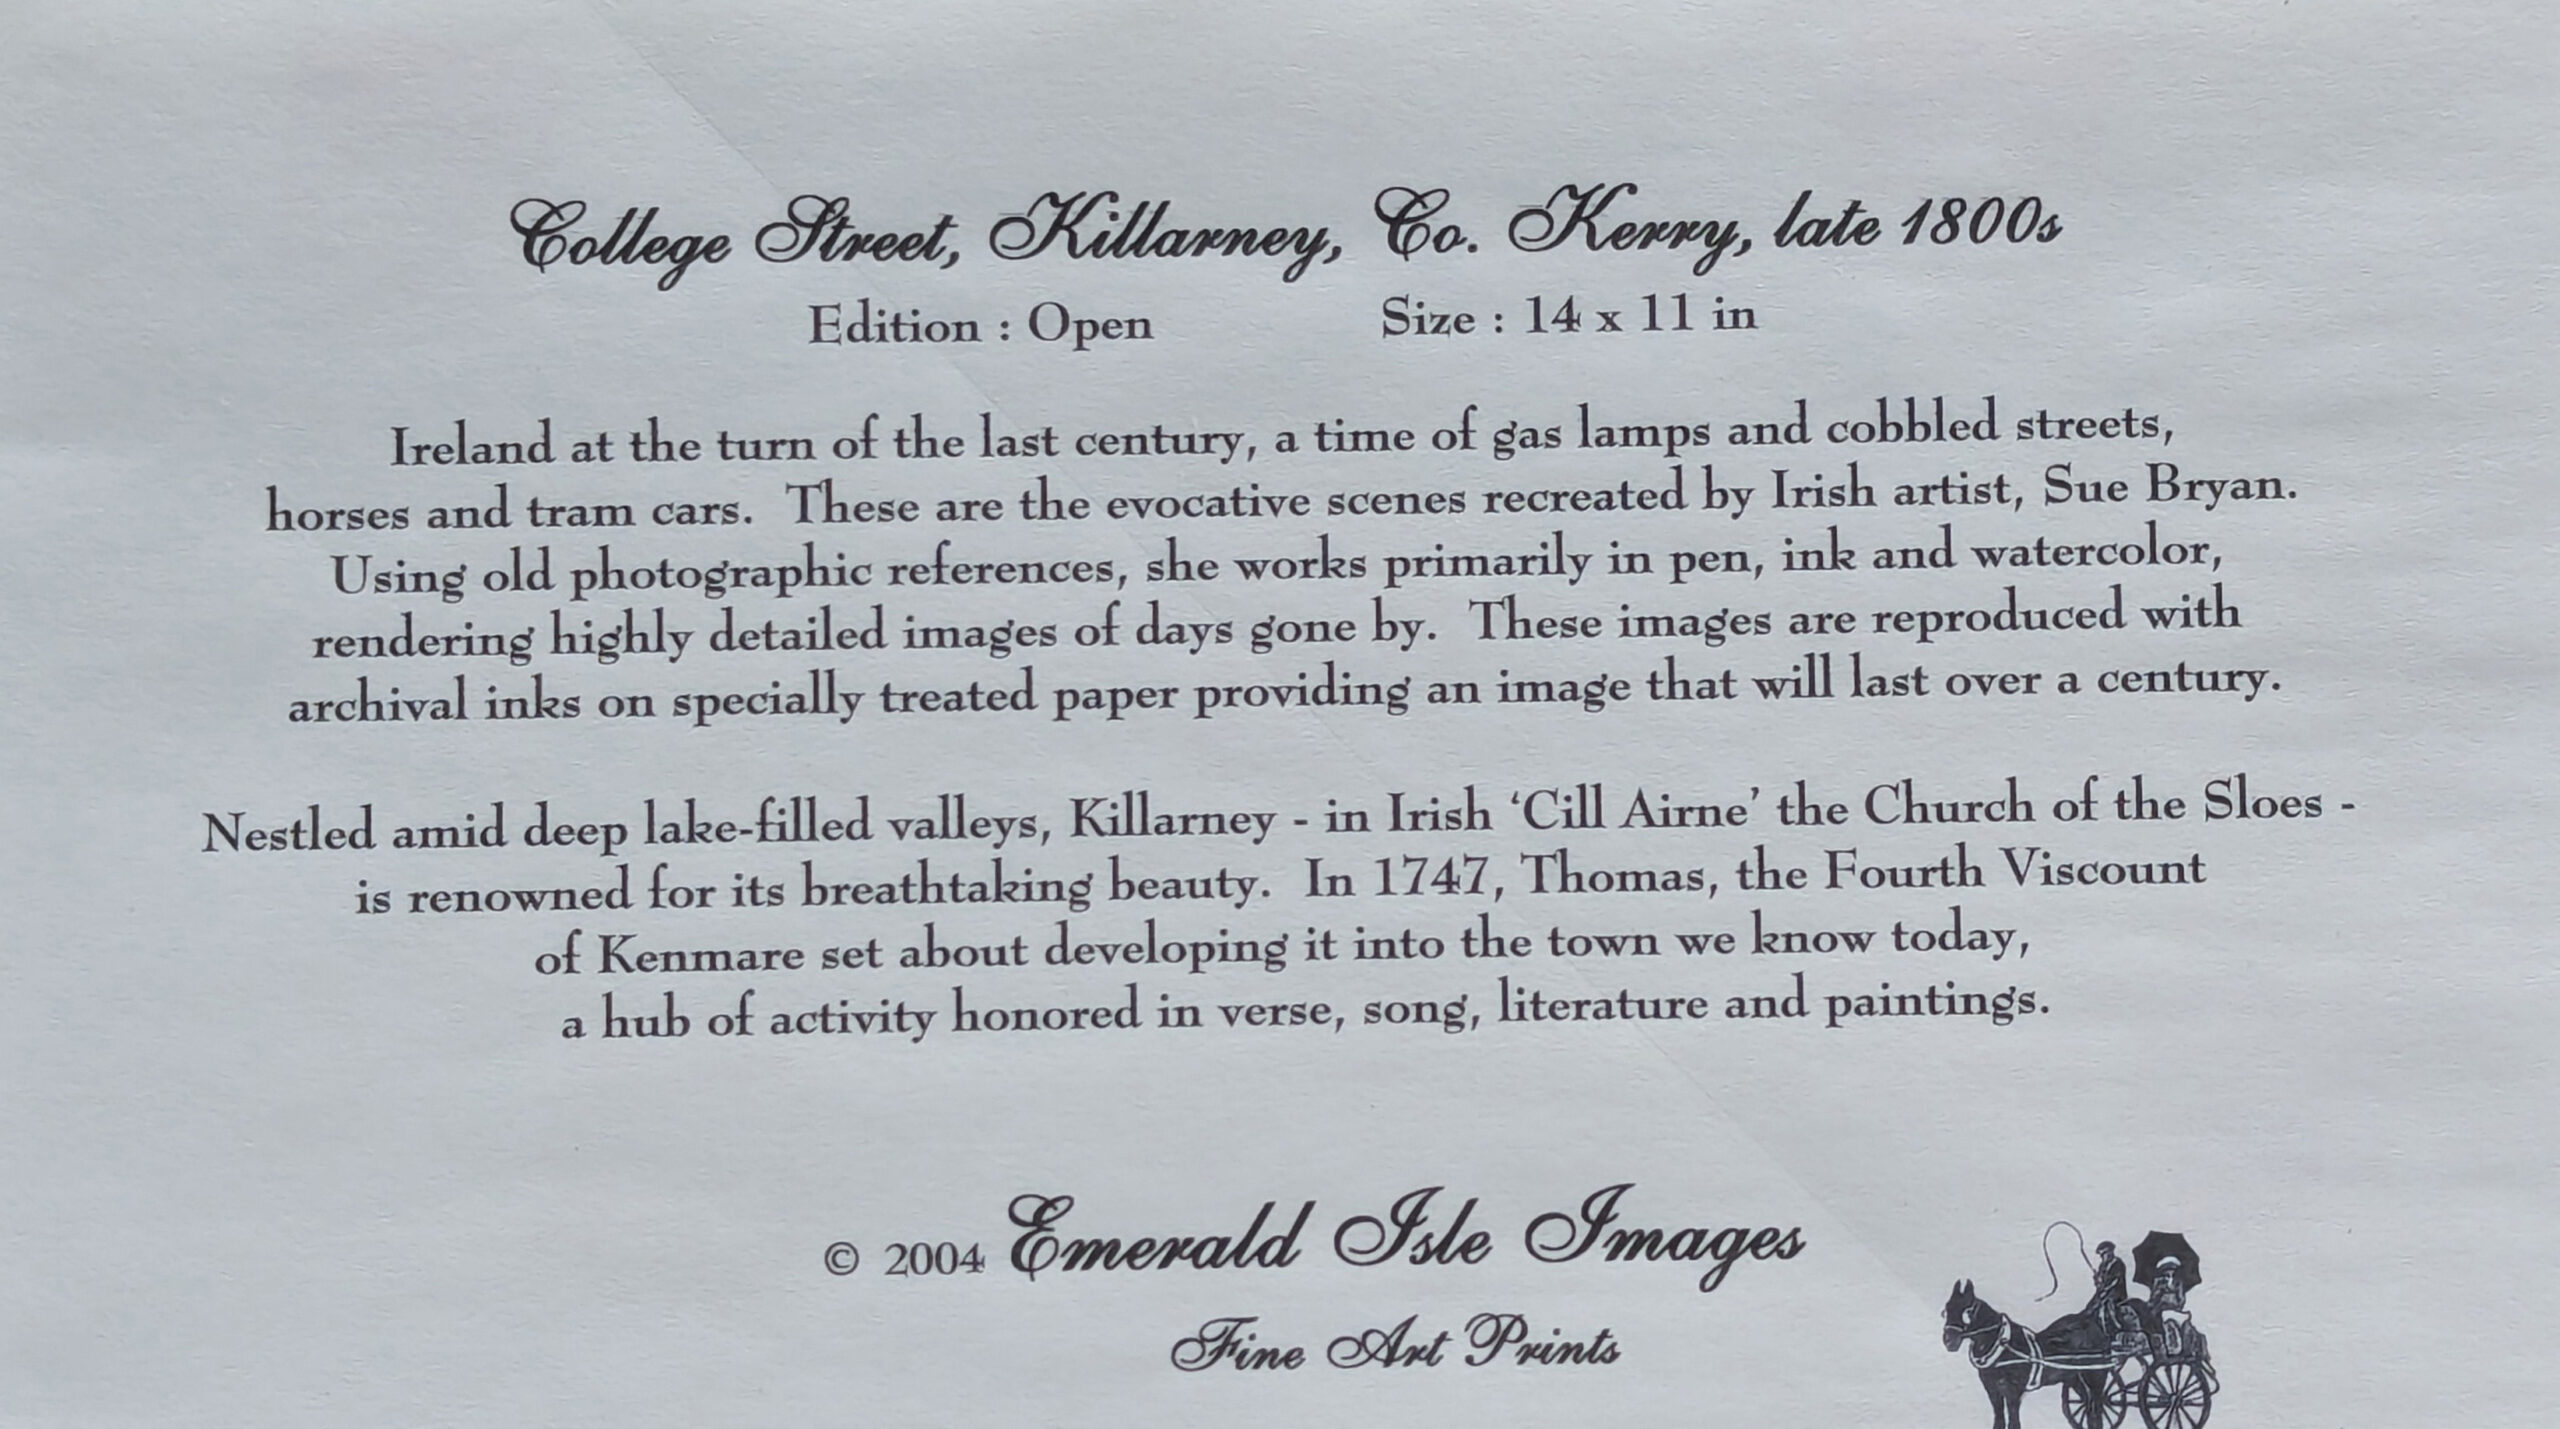 College Street, Killarney, Co. Kerry, late 1800s
Edition : Open Size : 14 x 11 in
Ireland at the turn of the last century, a time of gas lamps and cobbled streets,
horses and tram cars. These are the evocative scenes recreated by Irish artist, Sue Bryan.
Using old photographic references, she works primarily in pen, ink and watercolor,
rendering highly detailed images of days gone by. These images are reproduced with
archival inks on specially treated paper providing an image that will last over a century.
Nestled amid deep lake-filled valleys, Killarney - in Irish ‘Cill Airne’ the Church of the Sloes -
is renowned for its breathtaking beauty. In 1747, Thomas, the Fourth Viscount
of Kenmare set about developing it into the town we know today,
a hub of activity honored in verse, song, literature and paintings.
© 2004 Emerald Isle Images
Fine Art Prints